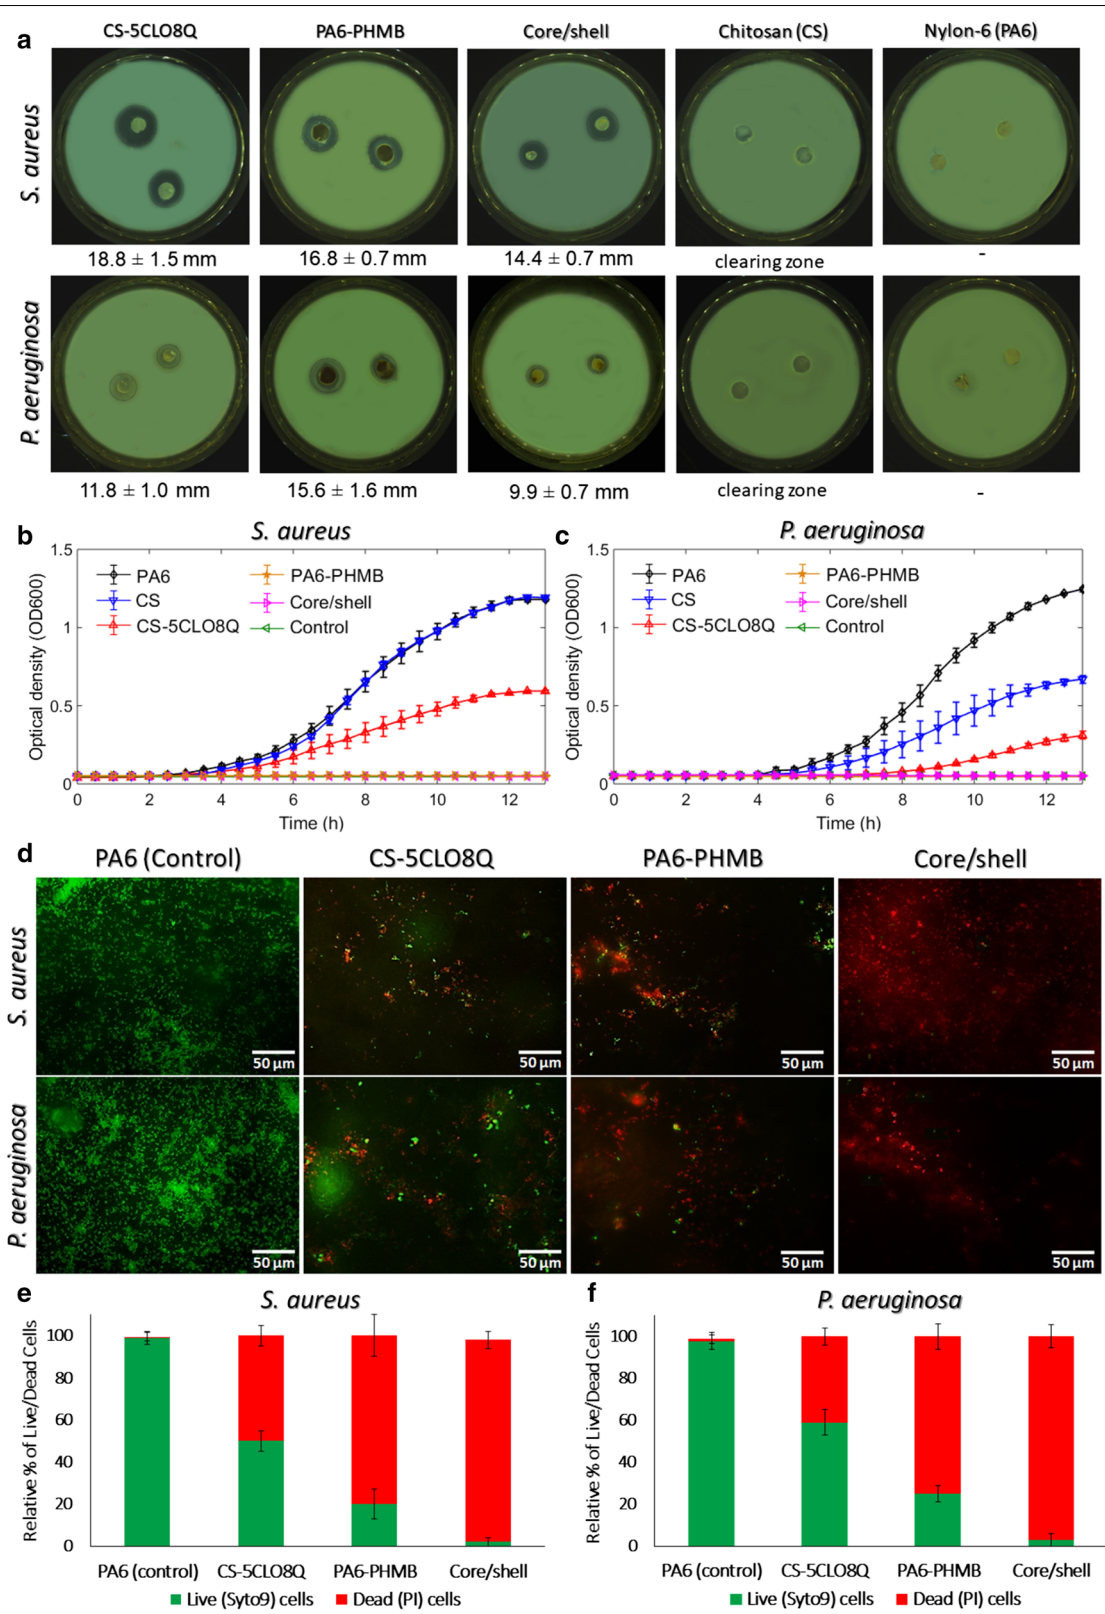 a
CS-5CLO8Q PA6-PHMB Core/shell Chitosan (CS) Nylon-6 (PA6)
S. aureus
18.8 ± 1.5 mm 16.8 ± 0.7 mm 14.4 ± 0.7 mm clearing zone -
P. aeruginosa
11.8 ± 1.0 mm 15.6 ± 1.6 mm 9.9 ± 0.7 mm clearing zone -
b
S. aureus
Optical density (OD600)
1.5
1
0.5
0
PA6 PA6-PHMB
CS Core/shell
CS-5CLO8Q Control
0 2 4 6 8 10 12
Time (h)
c
P. aeruginosa
Optical density (OD600)
1.5
1
0.5
0
PA6 PA6-PHMB
CS Core/shell
CS-5CLO8Q Control
0 2 4 6 8 10 12
Time (h)
d
PA6 (Control) CS-5CLO8Q PA6-PHMB Core/shell
S. aureus
50 µm 50 µm 50 µm 50 µm
P. aeruginosa
50 µm 50 µm 50 µm 50 µm
e
S. aureus
Relative % of Live/Dead Cells
100
80
60
40
20
0
PA6 (control) CS-5CLO8Q PA6-PHMB Core/shell
Live (Syto9) cells Dead (PI) cells
f
P. aeruginosa
Relative % of Live/Dead Cells
100
80
60
40
20
0
PA6 (control) CS-5CLO8Q PA6-PHMB Core/shell
Live (Syto9) cells Dead (PI) cells